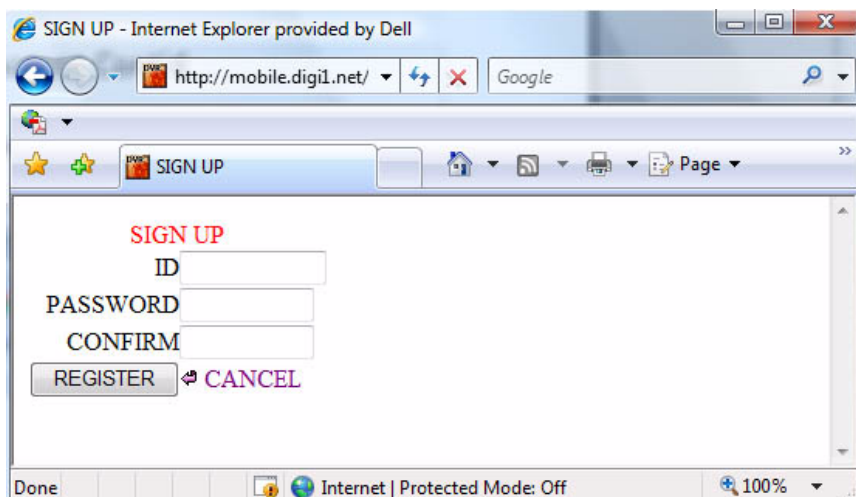 SIGN UP - Internet Explorer provided by Dell
http://mobile.digi1.net/ Google
SIGN UP Page
SIGN UP
ID
PASSWORD
CONFIRM
REGISTER CANCEL
Done Internet | Protected Mode: Off 100%